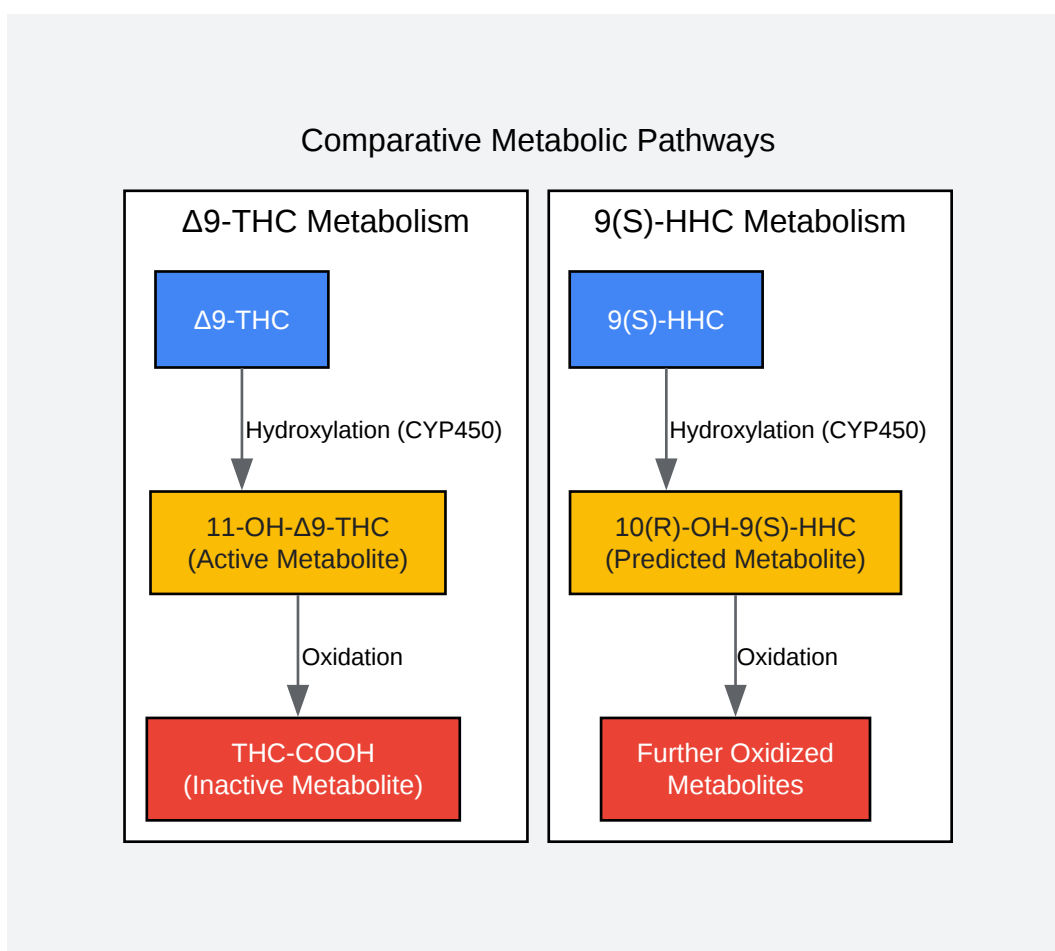 Comparative Metabolic Pathways
Δ9-THC Metabolism
Δ9-THC
Hydroxylation (CYP450)
11-OH-Δ9-THC
(Active Metabolite)
Oxidation
THC-COOH
(Inactive Metabolite)
9(S)-HHC Metabolism
9(S)-HHC
Hydroxylation (CYP450)
10(R)-OH-9(S)-HHC
(Predicted Metabolite)
Oxidation
Further Oxidized
Metabolites